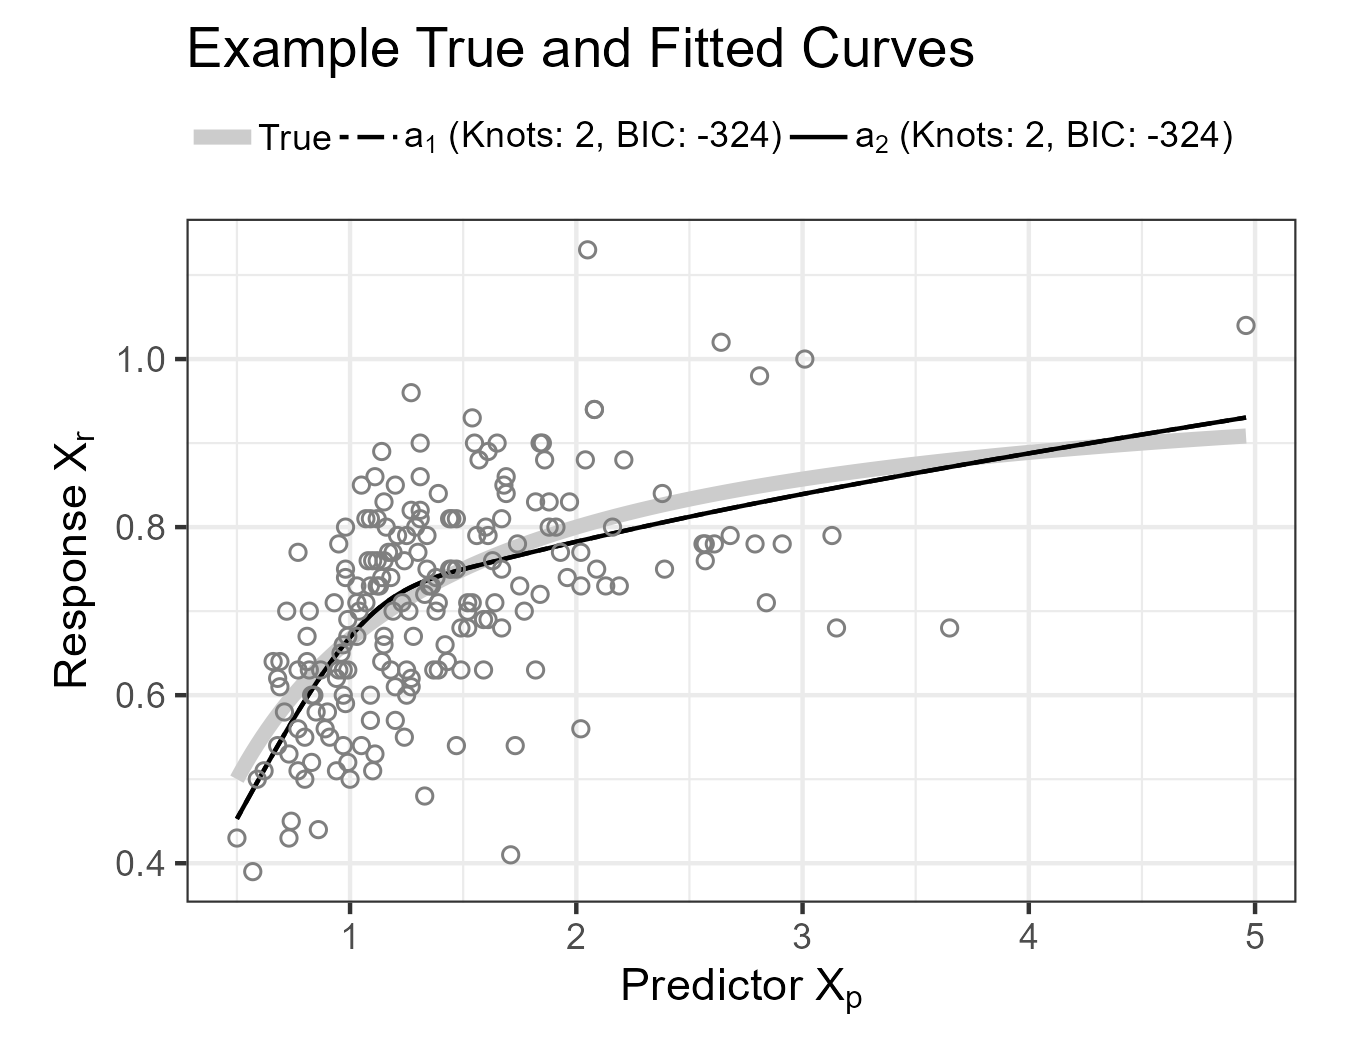 Example True and Fitted Curves
True a₁ (Knots: 2, BIC: -324) a₂ (Knots: 2, BIC: -324)
Response Xᵣ
1.0
0.8
0.6
0.4
1 2 3 4 5
Predictor Xₚ